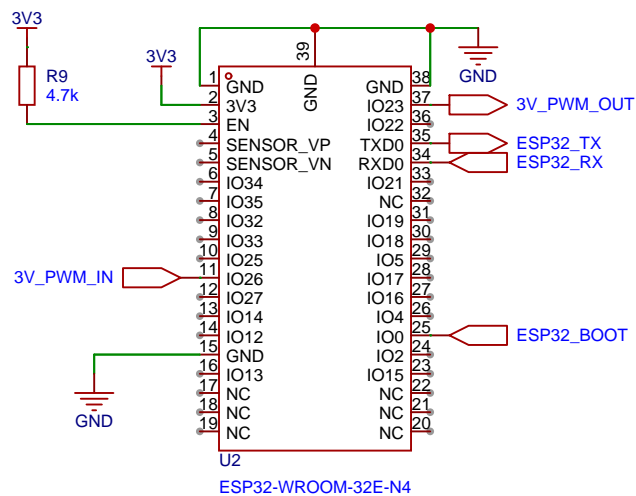 3V3
R9
4.7k
3V3
GND
39
GND
1 GND
2 3V3
3 EN
4 SENSOR_VP
5 SENSOR_VN
6 IO34
7 IO35
8 IO32
9 IO33
10 IO25
3V_PWM_IN 11 IO26
12 IO27
13 IO14
14 IO12
15 GND
16 IO13
17 NC
18 NC
19 NC
GND
GND 38
IO23 37 3V_PWM_OUT
IO22 36
TXD0 35 ESP32_TX
RXD0 34 ESP32_RX
IO21 33
NC 32
IO19 31
IO18 30
IO5 29
IO17 28
IO16 27
IO4 26
IO0 25 ESP32_BOOT
IO2 24
IO15 23
NC 22
NC 21
NC 20
U2
ESP32-WROOM-32E-N4